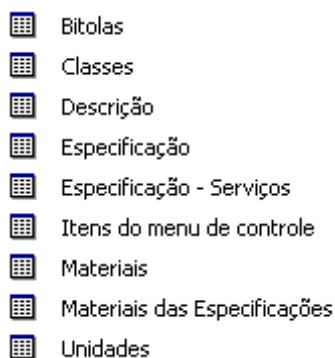 Bitolas
Classes
Descrição
Especificação
Especificação - Serviços
Itens do menu de controle
Materiais
Materiais das Especificações
Unidades